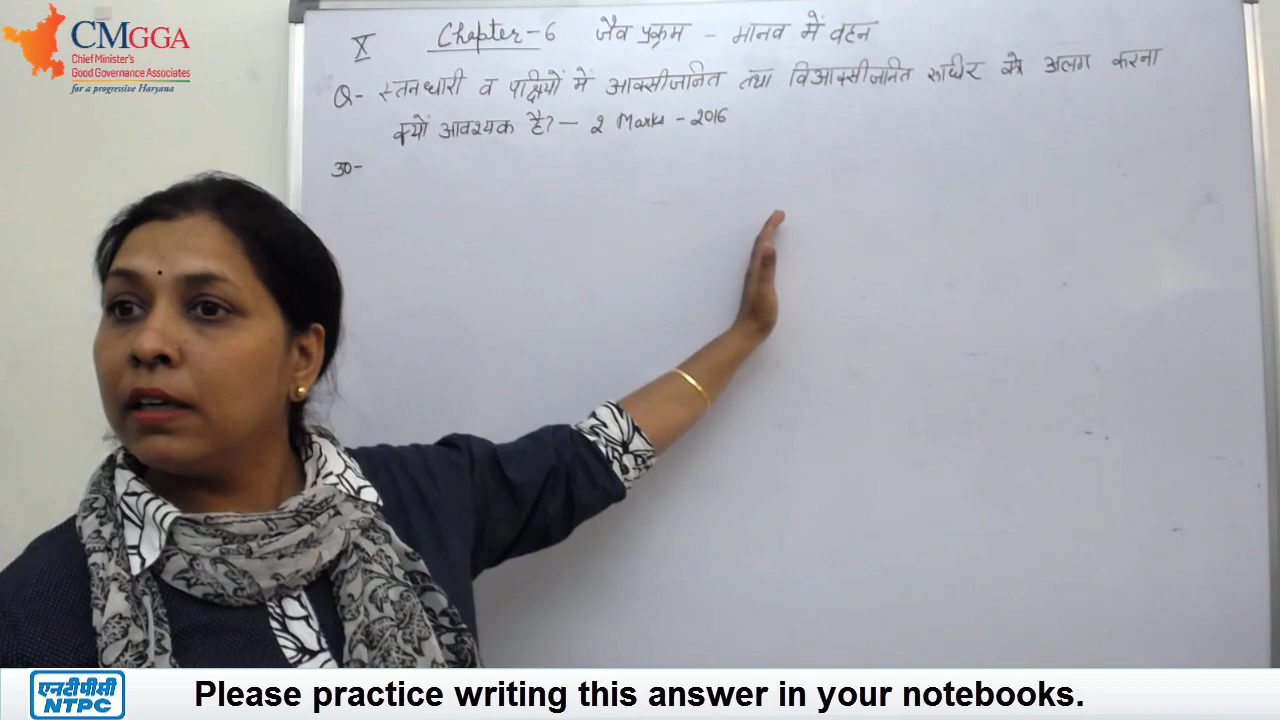 CMGGA
Chief Minister's
Good Governance Associates
for a progressive Haryana
X Chapter-6 जैव प्रक्रम - मानव में वहन
Q- स्तनधारी व पक्षियों में आक्सीजनित तथा विआक्सीजनित रुधिर को अलग करना
क्यों आवश्यक है? - 2 Marks - 2016
उ०-
एनटीपीसी
NTPC
Please practice writing this answer in your notebooks.